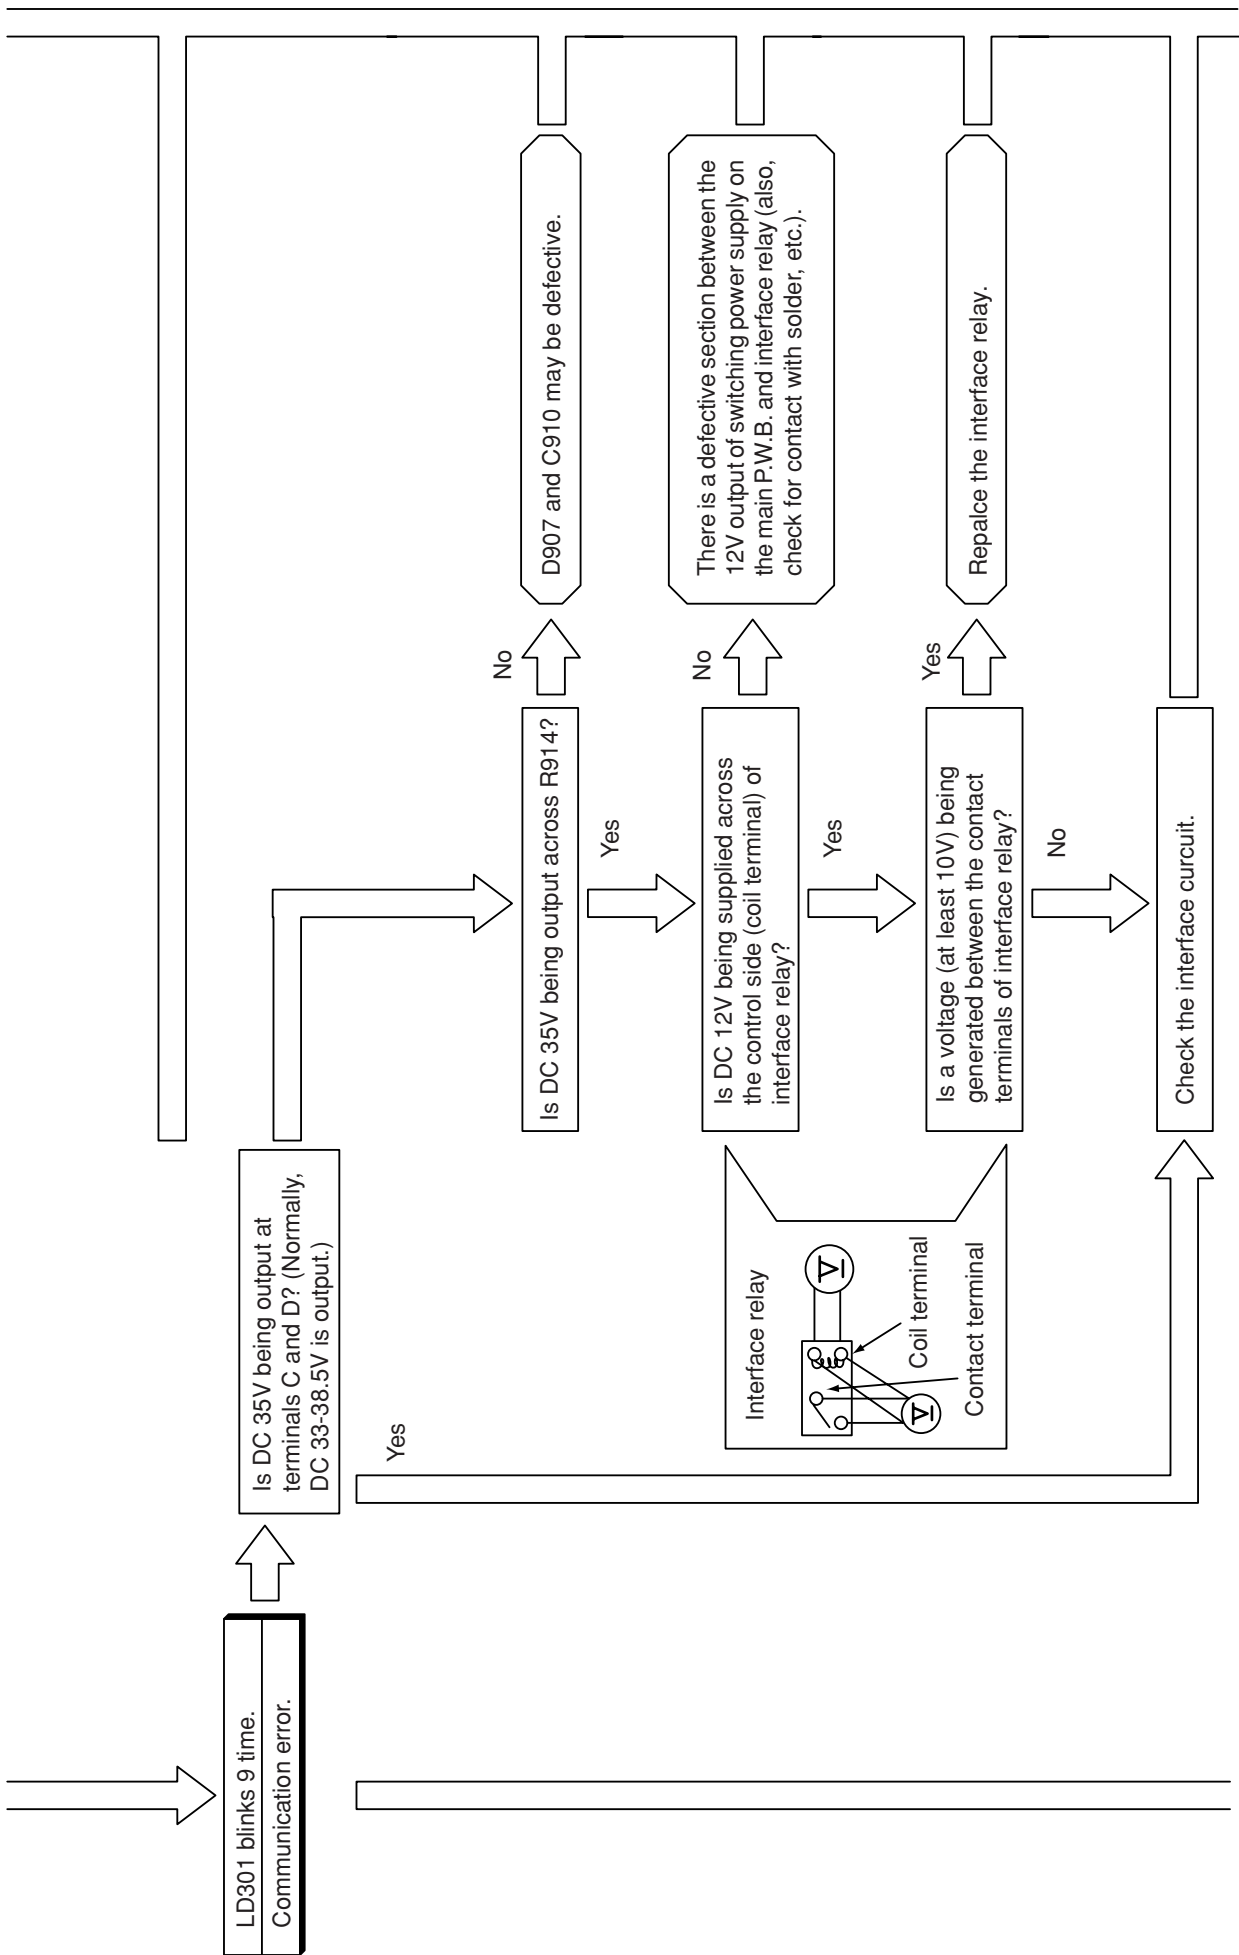 LD301 blinks 9 time.
Communication error.
Is DC 35V being output at
terminals C and D? (Normally,
DC 33-38.5V is output.)
Yes
Is DC 35V being output across R914?
No
D907 and C910 may be defective.
Yes
Is DC 12V being supplied across
the control side (coil terminal) of
interface relay?
No
There is a defective section between the
12V output of switching power supply on
the main P.W.B. and interface relay (also,
check for contact with solder, etc.).
Yes
Interface relay
V
V
Coil terminal
Contact terminal
Is a voltage (at least 10V) being
generated between the contact
terminals of interface relay?
Yes
Repalce the interface relay.
No
Check the interface circuit.